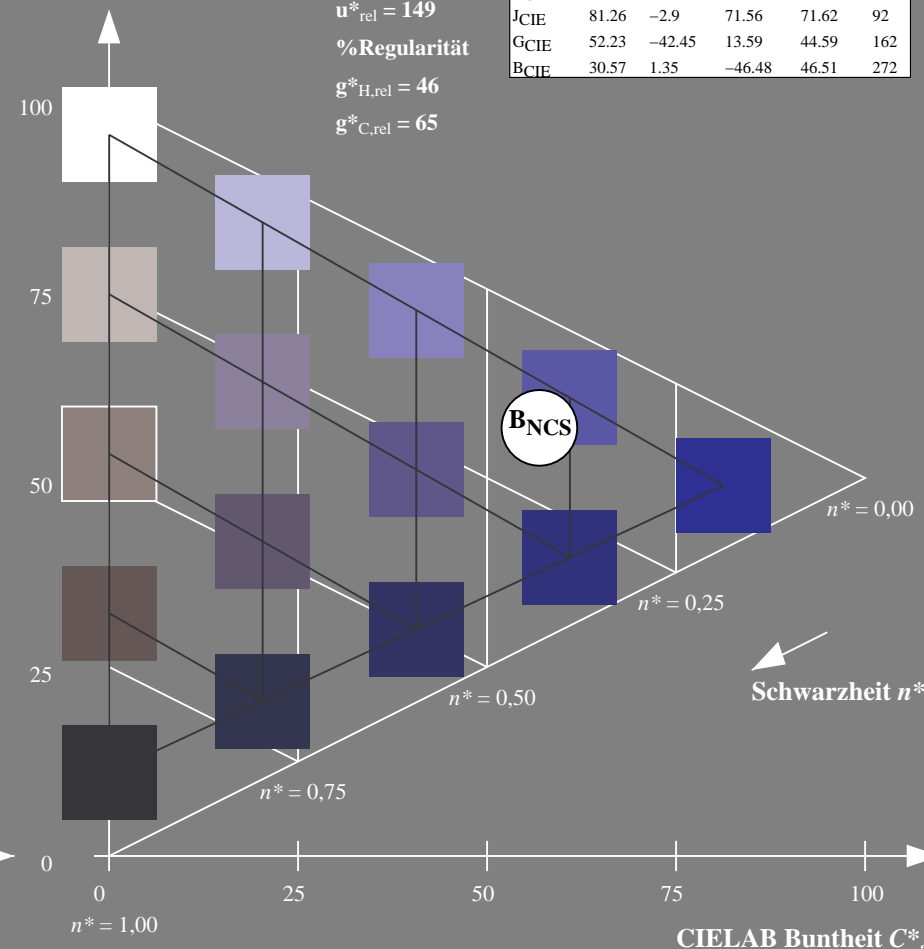 u*rel = 149
%Regularität
g*H,rel = 46
g*C,rel = 65
JCIE 81.26 −2.9 71.56 71.62 92
GCIE 52.23 −42.45 13.59 44.59 162
BCIE 30.57 1.35 −46.48 46.51 272
100
75
50
25
0
BNCS
n* = 0,00
n* = 0,25
Schwarzheit n*
n* = 0,50
n* = 0,75
0 25 50 75 100
n* = 1,00
CIELAB Buntheit C*